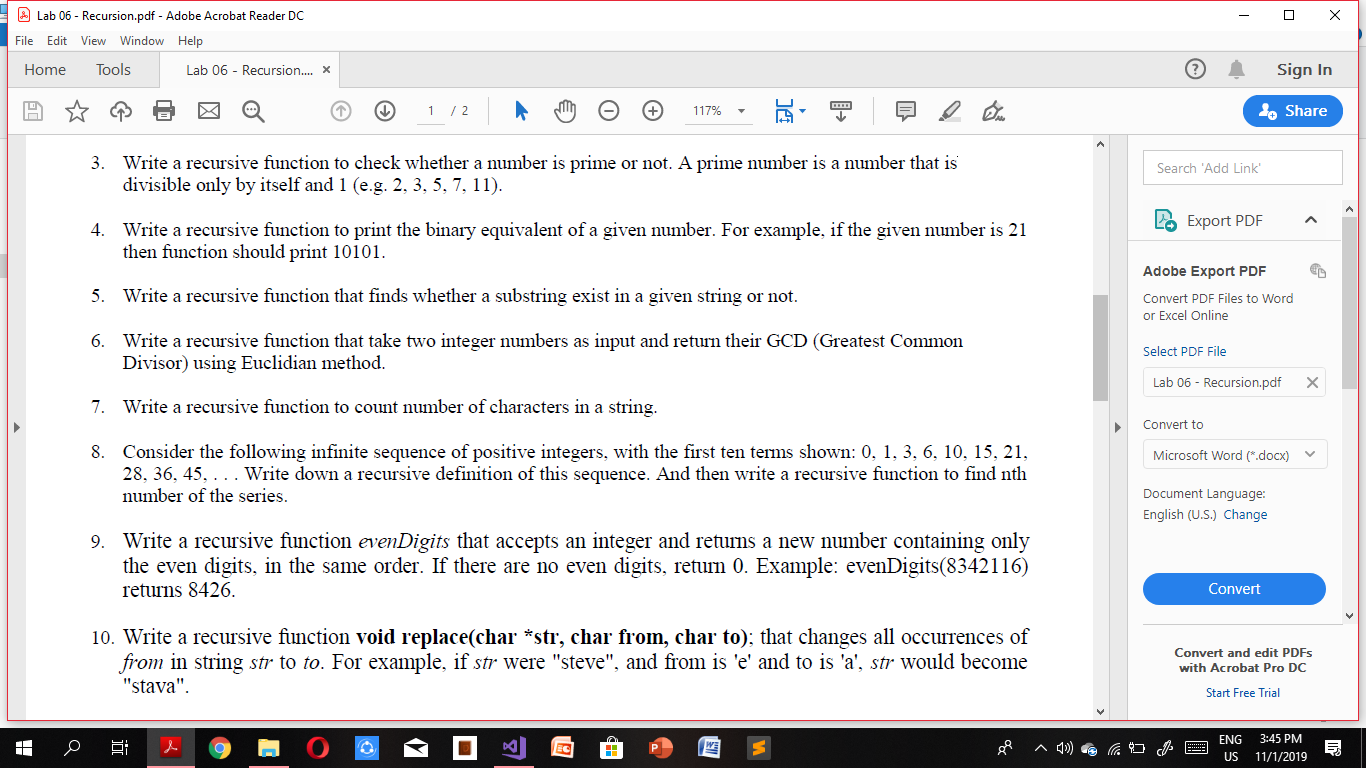 Lab 06 - Recursion.pdf - Adobe Acrobat Reader DC
File Edit View Window Help
Home Tools Lab 06 - Recursion.... × Sign In
1 / 2 117% Share
3. Write a recursive function to check whether a number is prime or not. A prime number is a number that is
divisible only by itself and 1 (e.g. 2, 3, 5, 7, 11).
4. Write a recursive function to print the binary equivalent of a given number. For example, if the given number is 21
then function should print 10101.
5. Write a recursive function that finds whether a substring exist in a given string or not.
6. Write a recursive function that take two integer numbers as input and return their GCD (Greatest Common
Divisor) using Euclidian method.
7. Write a recursive function to count number of characters in a string.
8. Consider the following infinite sequence of positive integers, with the first ten terms shown: 0, 1, 3, 6, 10, 15, 21,
28, 36, 45, . . . Write down a recursive definition of this sequence. And then write a recursive function to find nth
number of the series.
9. Write a recursive function evenDigits that accepts an integer and returns a new number containing only
the even digits, in the same order. If there are no even digits, return 0. Example: evenDigits(8342116)
returns 8426.
10. Write a recursive function void replace(char *str, char from, char to); that changes all occurrences of
from in string str to to. For example, if str were "steve", and from is 'e' and to is 'a', str would become
"stava".
Search 'Add Link'
Export PDF
Adobe Export PDF
Convert PDF Files to Word
or Excel Online
Select PDF File
Lab 06 - Recursion.pdf
Convert to
Microsoft Word (*.docx)
Document Language:
English (U.S.) Change
Convert
Convert and edit PDFs
with Acrobat Pro DC
Start Free Trial
ENG
US
3:45 PM
11/1/2019